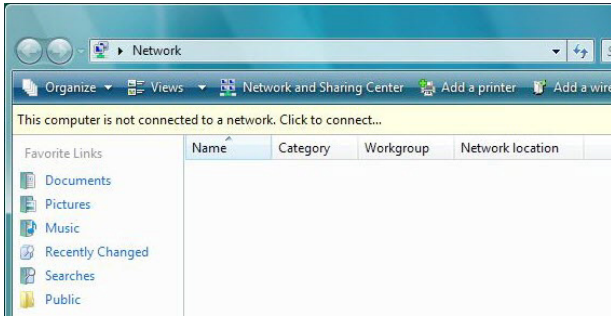 Network
Organize Views Network and Sharing Center Add a printer Add a wire
This computer is not connected to a network. Click to connect...
Favorite Links Name Category Workgroup Network location
Documents
Pictures
Music
Recently Changed
Searches
Public